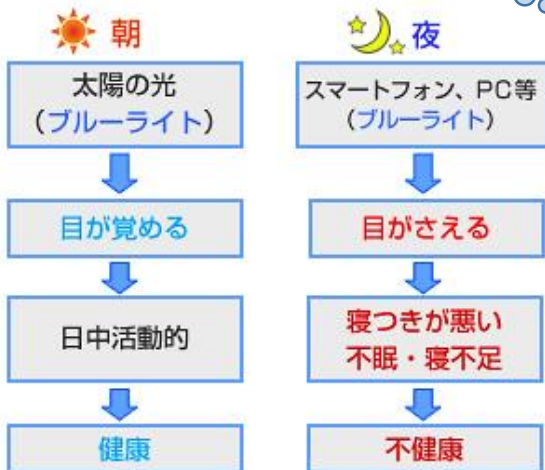 朝
太陽の光
（ブルーライト）
目が覚める
日中活動的
健康
夜
スマートフォン、PC等
（ブルーライト）
目がさえる
寝つきが悪い
不眠・寝不足
不健康